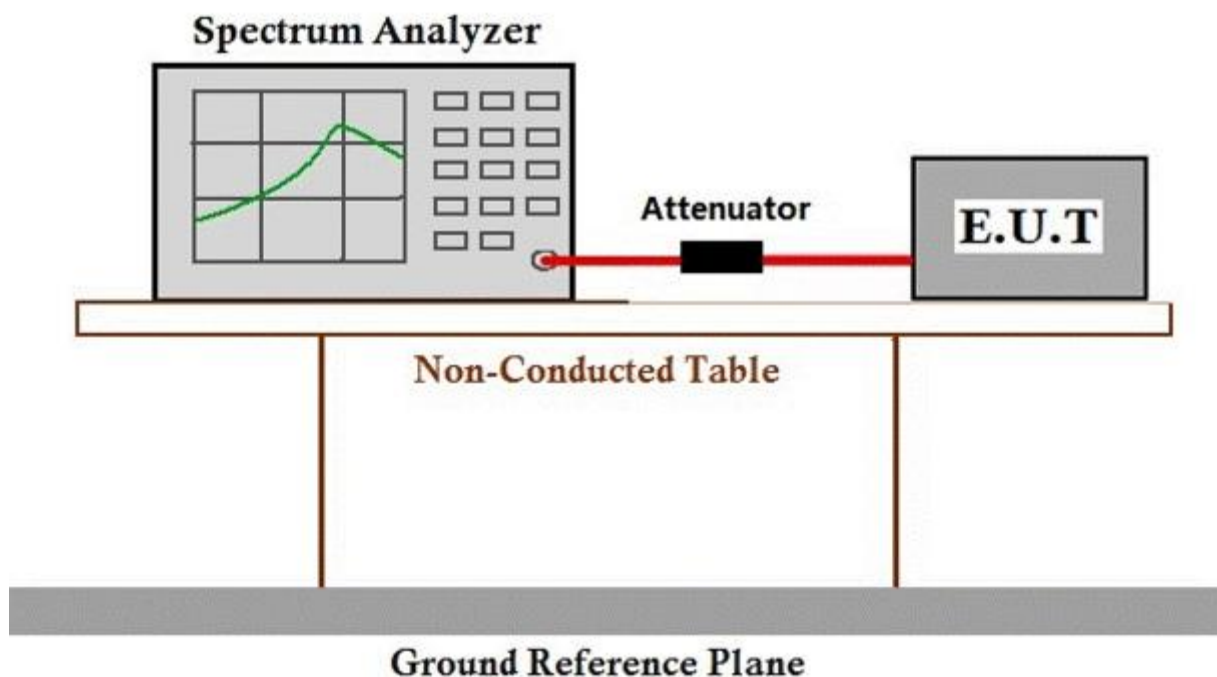 Spectrum Analyzer
Attenuator
E.U.T
Non-Conducted Table
Ground Reference Plane